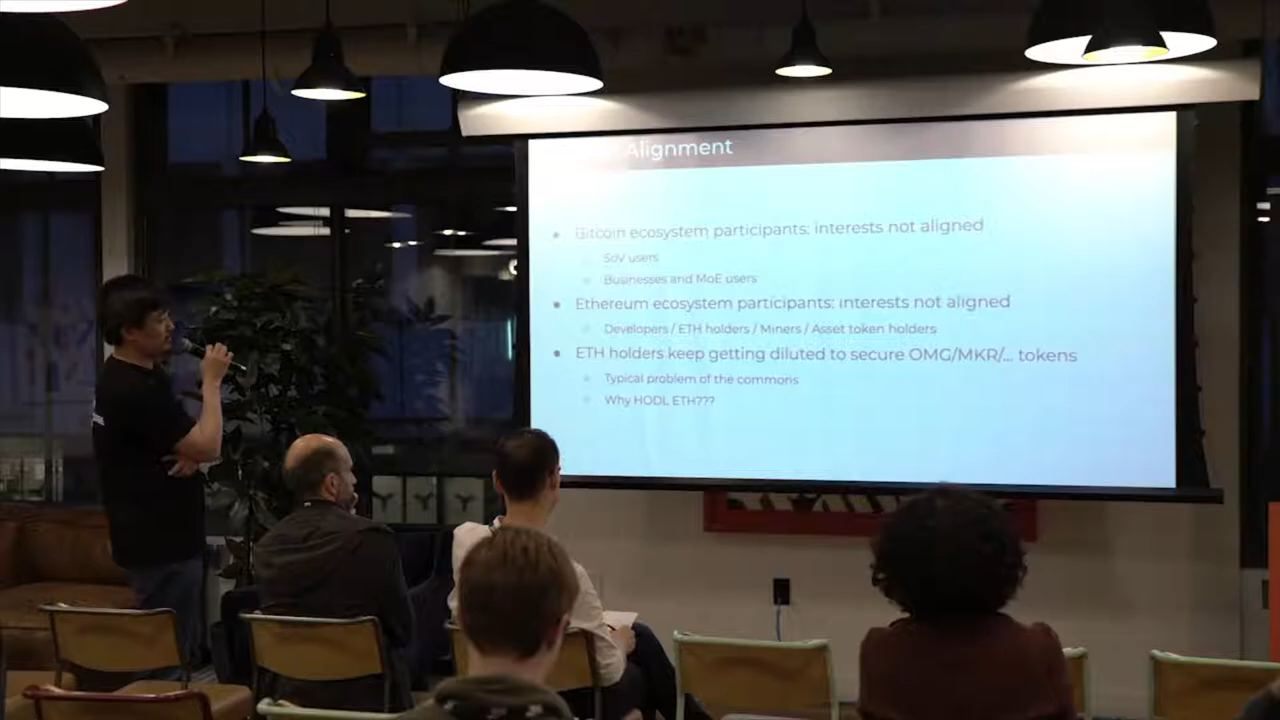 Alignment
Bitcoin ecosystem participants: interests not aligned
SoV users
Businesses and MoE users
Ethereum ecosystem participants: interests not aligned
Developers / ETH holders / Miners / Asset token holders
ETH holders keep getting diluted to secure OMG/MKR/... tokens
Typical problem of the commons
Why HODL ETH???